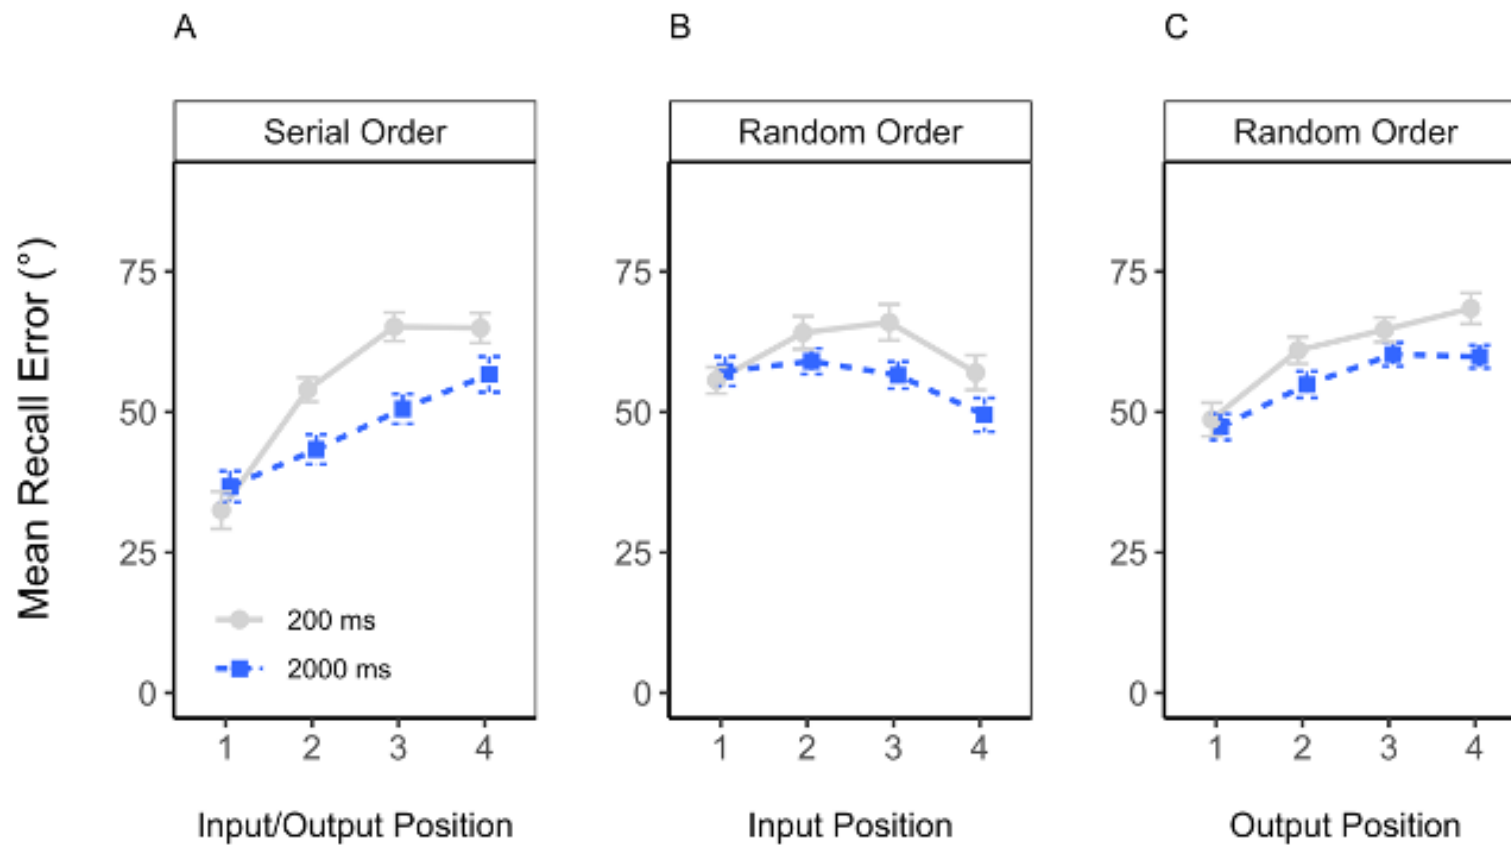 A
B
C
Serial Order
Random Order
Random Order
Mean Recall Error (°)
75
50
25
0
75
50
25
0
75
50
25
0
200 ms
2000 ms
1 2 3 4
1 2 3 4
1 2 3 4
Input/Output Position
Input Position
Output Position